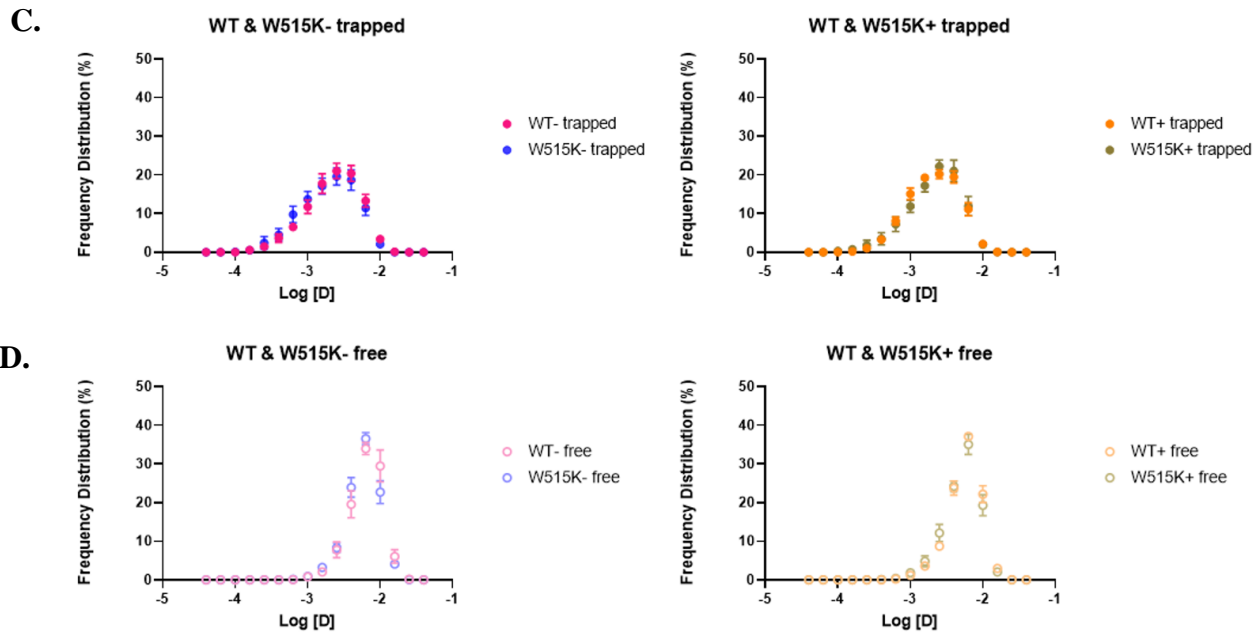 C.
WT & W515K- trapped
Frequency Distribution (%)
50
40
30
20
10
0
-5
-4
-3
-2
-1
Log [D]
WT- trapped
W515K- trapped
WT & W515K+ trapped
Frequency Distribution (%)
50
40
30
20
10
0
-5
-4
-3
-2
-1
Log [D]
WT+ trapped
W515K+ trapped
D.
WT & W515K- free
Frequency Distribution (%)
50
40
30
20
10
0
-5
-4
-3
-2
-1
Log [D]
WT- free
W515K- free
WT & W515K+ free
Frequency Distribution (%)
50
40
30
20
10
0
-5
-4
-3
-2
-1
Log [D]
WT+ free
W515K+ free